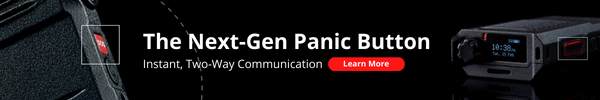 The Next-Gen Panic Button
Instant, Two-Way Communication
Learn More
10:38